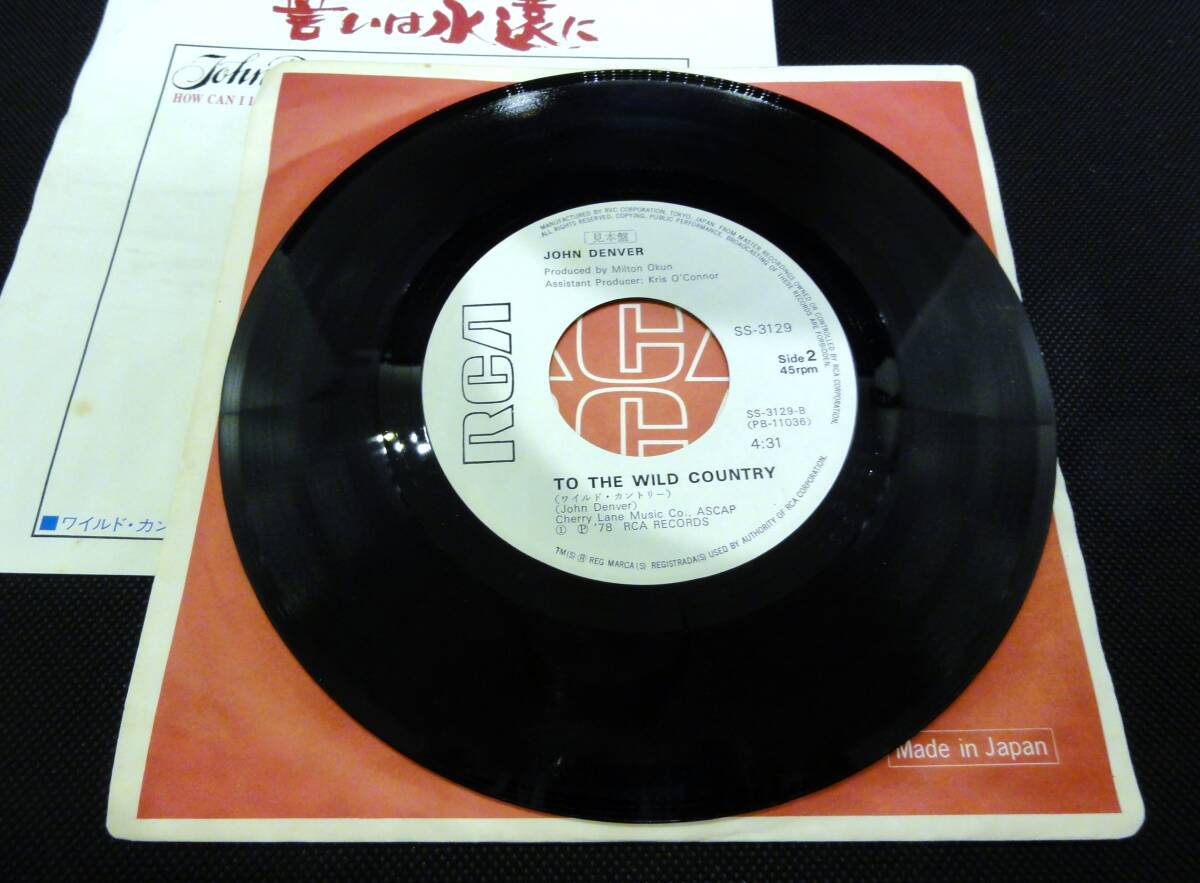 誓いは永遠に
John
HOW CAN I
MANUFACTURED BY RVC CORPORATION, TOKYO, JAPAN, FROM MASTER RECORDINGS OWNED OR CONTROLLED BY RCA CORPORATION.
ALL RIGHTS RESERVED. COPYING, PUBLIC PERFORMANCE, BROADCASTING OF THESE RECORDS ARE FORBIDDEN.
見本盤
JOHN DENVER
Produced by Milton Okun
Assistant Producer: Kris O'Connor
RCA
SS-3129
Side 2
45rpm
SS-3129-B
(PB-11036)
4:31
TO THE WILD COUNTRY
(ワイルド・カントリー)
(John Denver)
Cherry Lane Music Co., ASCAP
① Ⓟ '78 RCA RECORDS
TM(S) ® REG MARCA(S) REGISTRADA(S) USED BY AUTHORITY OF RCA CORPORATION.
■ワイルド・カン
Made in Japan